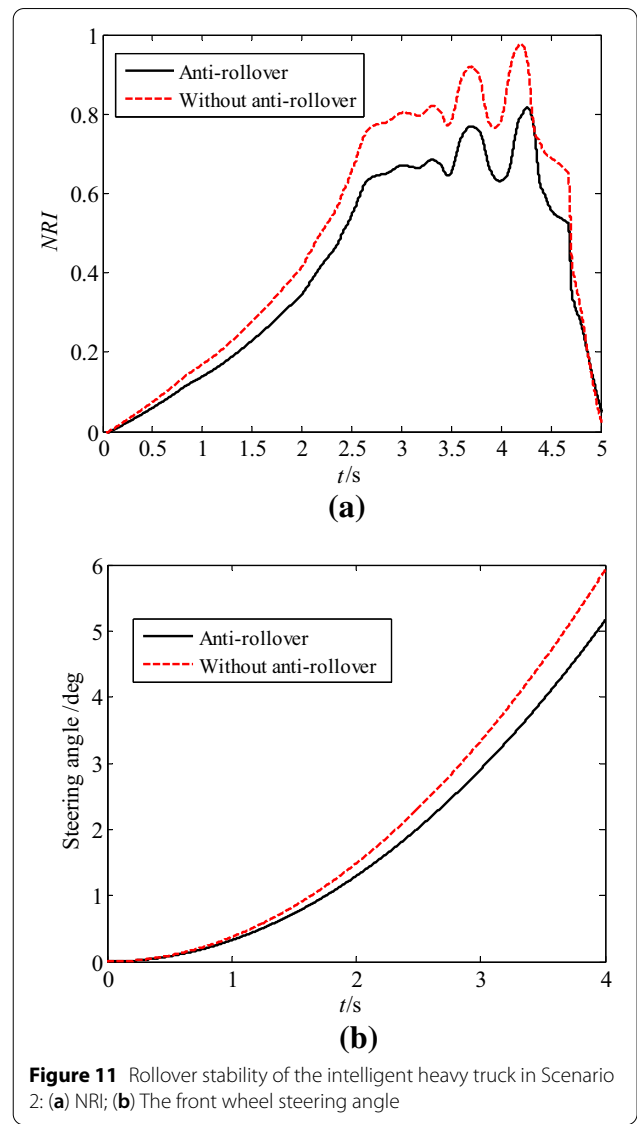 1
0.8
0.6
0.4
0.2
0
NRI
Anti-rollover
Without anti-rollover
0 0.5 1 1.5 2 2.5 3 3.5 4 4.5 5
t/s
(a)
6
5
4
3
2
1
0
Steering angle /deg
Anti-rollover
Without anti-rollover
0 1 2 3 4
t/s
(b)
Figure 11 Rollover stability of the intelligent heavy truck in Scenario
2: (a) NRI; (b) The front wheel steering angle